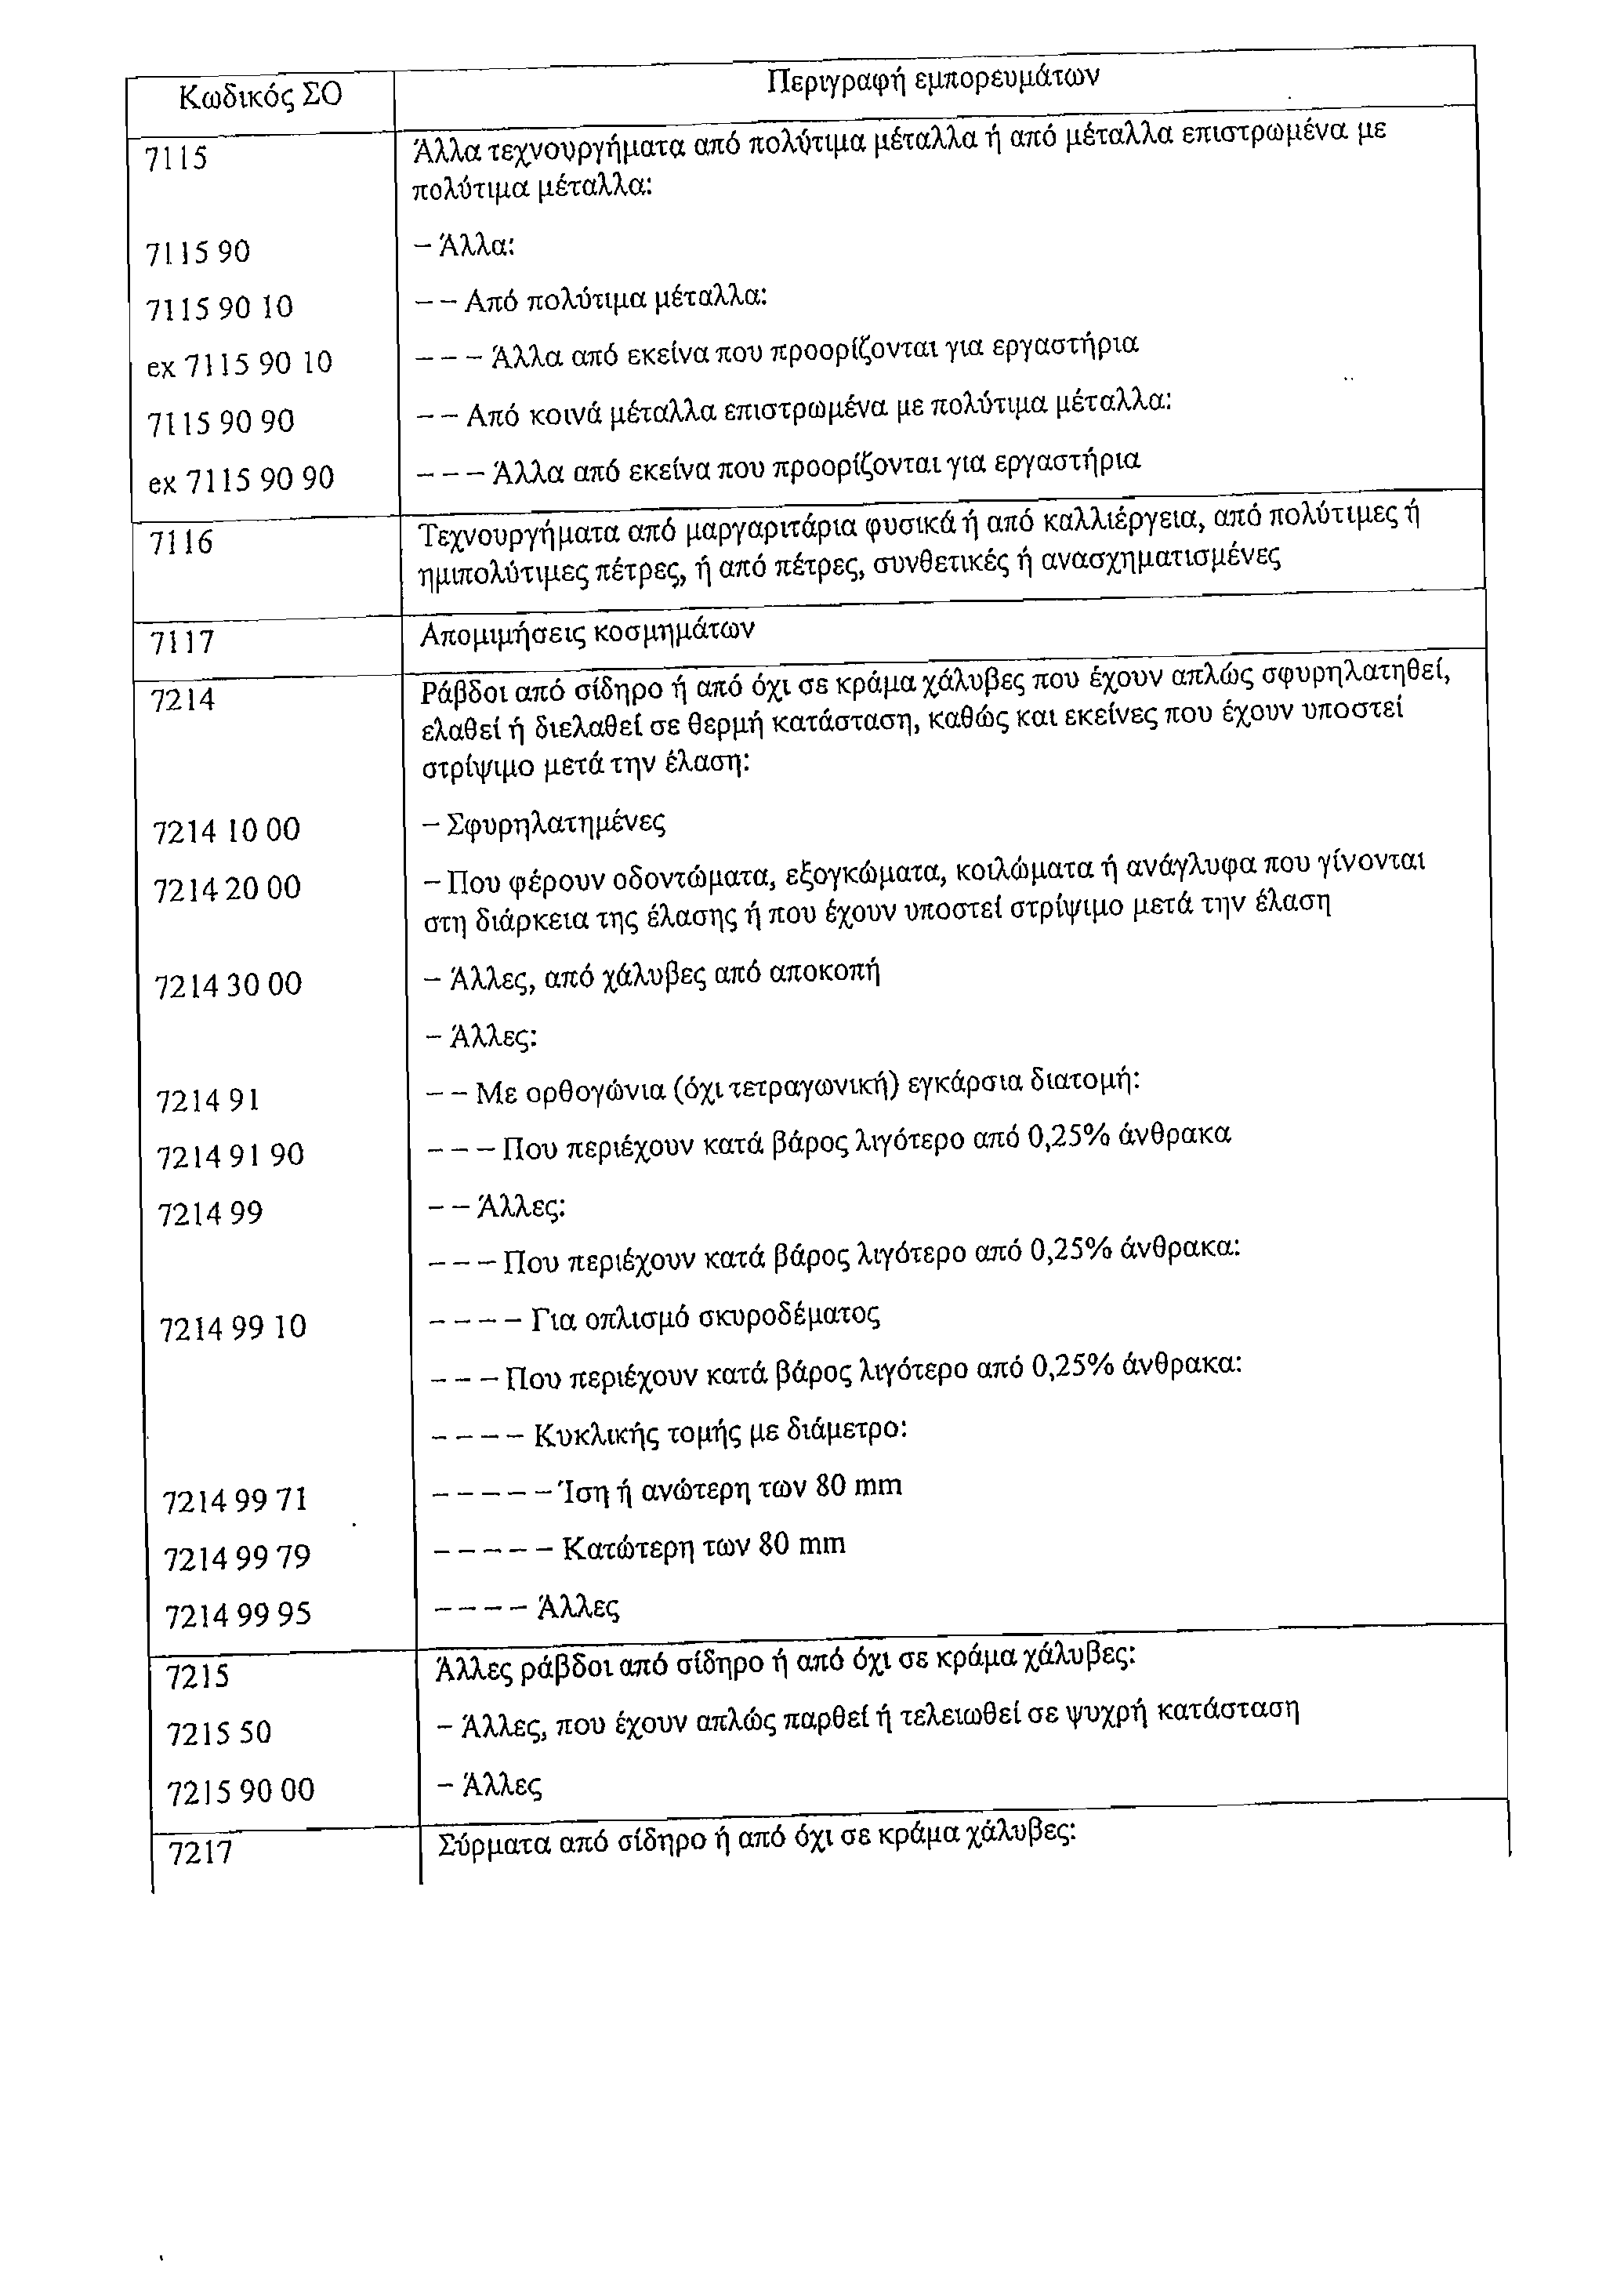 Κωδικός ΣΟ Περιγραφή εμπορευμάτων
7115 Άλλα τεχνουργήματα από πολύτιμα μέταλλα ή από μέταλλα επιστρωμένα με
πολύτιμα μέταλλα:
7115 90 – Άλλα:
7115 90 10 – – Από πολύτιμα μέταλλα:
ex 7115 90 10 – – – Άλλα από εκείνα που προορίζονται για εργαστήρια
7115 90 90 – – Από κοινά μέταλλα επιστρωμένα με πολύτιμα μέταλλα:
ex 7115 90 90 – – – Άλλα από εκείνα που προορίζονται για εργαστήρια
7116 Τεχνουργήματα από μαργαριτάρια φυσικά ή από καλλιέργεια, από πολύτιμες ή
ημιπολύτιμες πέτρες, ή από πέτρες, συνθετικές ή ανασχηματισμένες
7117 Απομιμήσεις κοσμημάτων
7214 Ράβδοι από σίδηρο ή από όχι σε κράμα χάλυβες που έχουν απλώς σφυρηλατηθεί,
ελαθεί ή διελαθεί σε θερμή κατάσταση, καθώς και εκείνες που έχουν υποστεί
στρίψιμο μετά την έλαση:
7214 10 00 – Σφυρηλατημένες
7214 20 00 – Που φέρουν οδοντώματα, εξογκώματα, κοιλώματα ή ανάγλυφα που γίνονται
στη διάρκεια της έλασης ή που έχουν υποστεί στρίψιμο μετά την έλαση
7214 30 00 – Άλλες, από χάλυβες από αποκοπή
– Άλλες:
7214 91 – – Με ορθογώνια (όχι τετραγωνική) εγκάρσια διατομή:
7214 91 90 – – – Που περιέχουν κατά βάρος λιγότερο από 0,25% άνθρακα
7214 99 – – Άλλες:
– – – Που περιέχουν κατά βάρος λιγότερο από 0,25% άνθρακα:
7214 99 10 – – – – Για οπλισμό σκυροδέματος
– – – Που περιέχουν κατά βάρος λιγότερο από 0,25% άνθρακα:
– – – – Κυκλικής τομής με διάμετρο:
7214 99 71 – – – – – Ίση ή ανώτερη των 80 mm
7214 99 79 – – – – – Κατώτερη των 80 mm
7214 99 95 – – – – Άλλες
7215 Άλλες ράβδοι από σίδηρο ή από όχι σε κράμα χάλυβες:
7215 50 – Άλλες, που έχουν απλώς παρθεί ή τελειωθεί σε ψυχρή κατάσταση
7215 90 00 – Άλλες
7217 Σύρματα από σίδηρο ή από όχι σε κράμα χάλυβες: